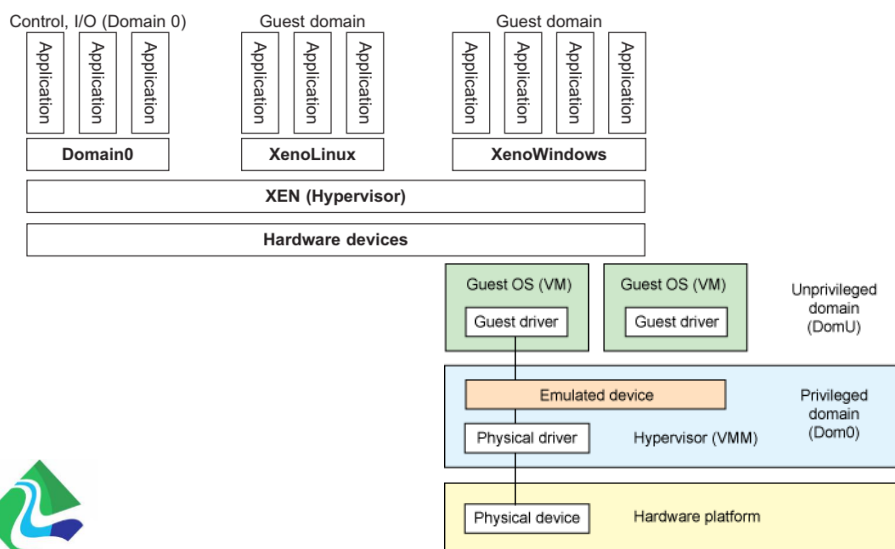 Control, I/O (Domain 0)
Guest domain
Guest domain
Application
Application
Application
Application
Application
Application
Application
Application
Application
Application
Domain0
XenoLinux
XenoWindows
XEN (Hypervisor)
Hardware devices
Guest OS (VM)
Guest driver
Guest OS (VM)
Guest driver
Unprivileged
domain
(DomU)
Emulated device
Physical driver
Hypervisor (VMM)
Privileged
domain
(Dom0)
Physical device
Hardware platform